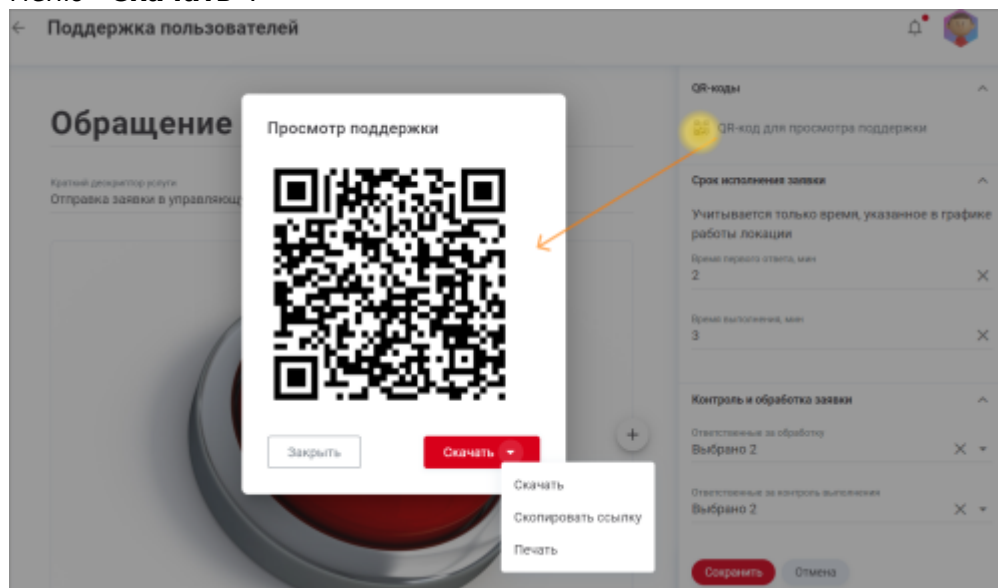 Поддержка пользователей
Обращение
Краткий дескриптор услуги
Отправка заявки в управляющ
Просмотр поддержки
Закрыть
Скачать
Скачать
Скопировать ссылку
Печать
QR-коды
QR-код для просмотра поддержки
Срок исполнения заявки
Учитывается только время, указанное в графике
работы локации
Время первого ответа, мин
2
Время выполнения, мин
3
Контроль и обработка заявки
Ответственные за обработку
Выбрано 2
Ответственные за контроль выполнения
Выбрано 2
Сохранить
Отмена